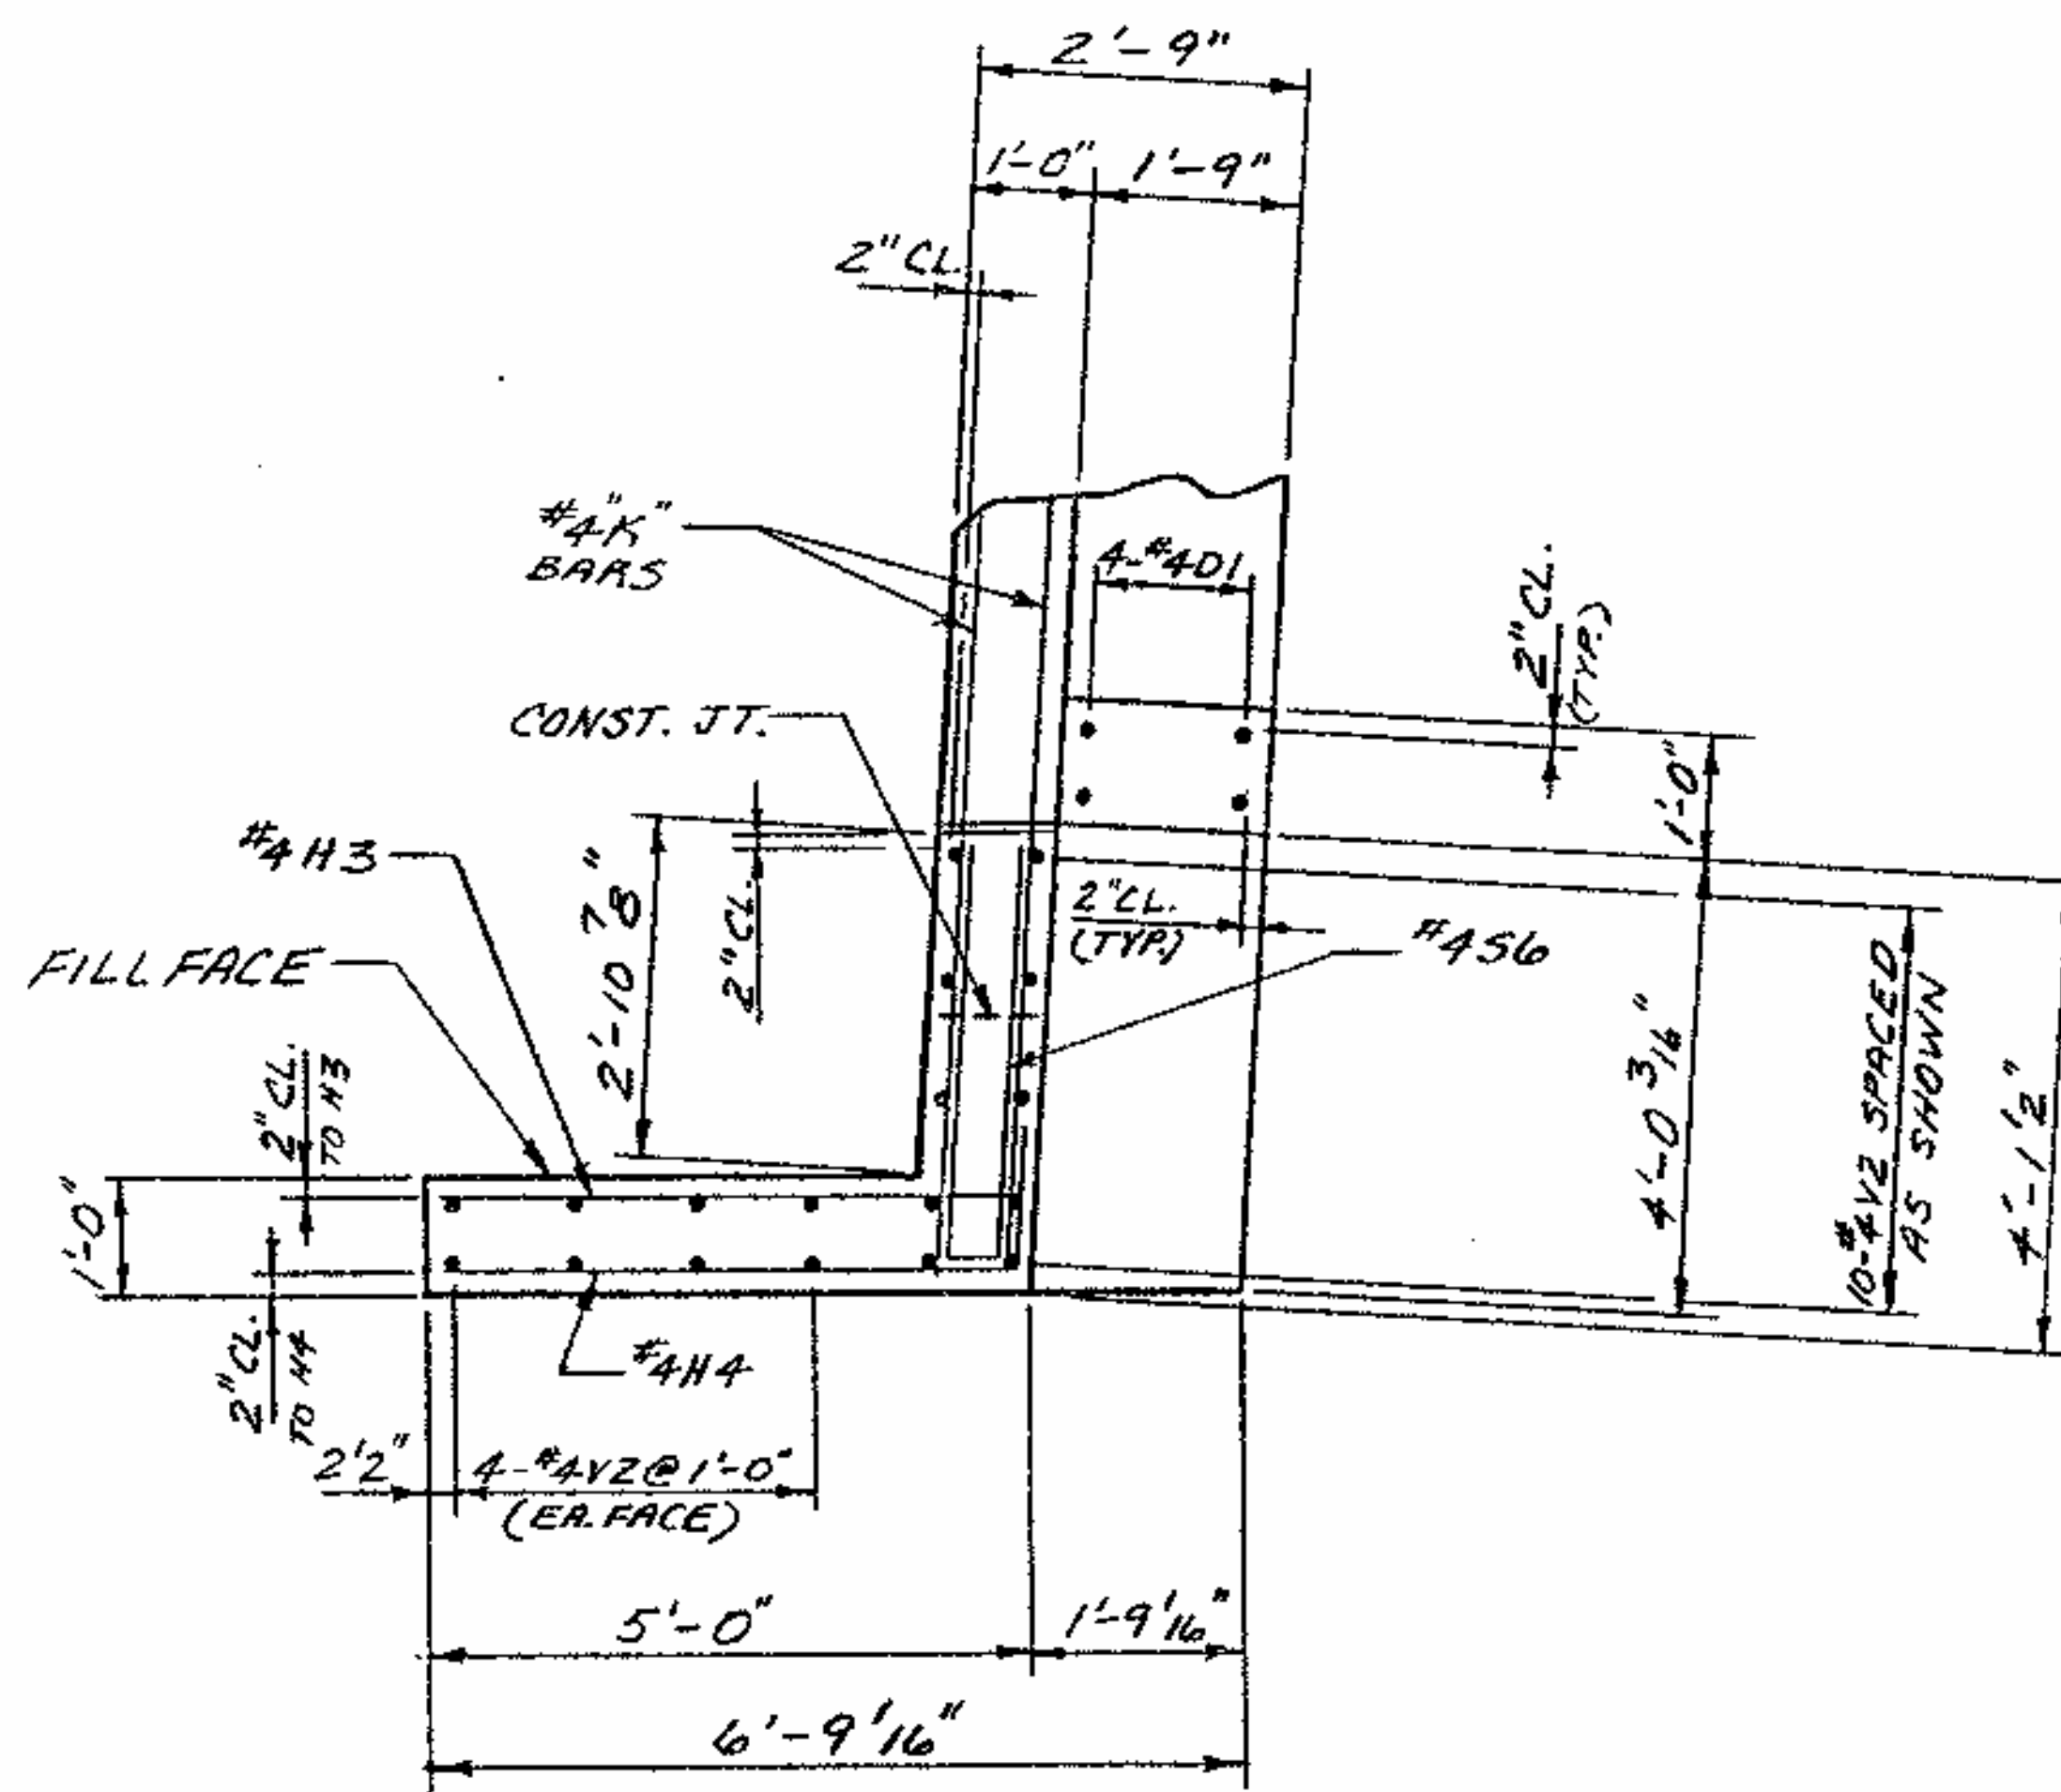 2'-9"
1'-0" 1'-9"
2" CL.
#4 "K"
BARS
4-#4D1
2" CL.
(TYP.)
CONST. JT.
1'-0"
#4H3
2'-10 7/8"
2" CL.
2" CL.
(TYP.)
#4S6
FILL FACE
10-#4V2 SPACED
AS SHOWN
4'-0 3/16"
4'-1 1/2"
2" CL.
TO H3
1'-0"
2" CL.
TO H4
#4H4
2 1/2"
4-#4V2@1'-0"
(EA. FACE)
5'-0"
1'-9 1/16"
6'-9 1/16"